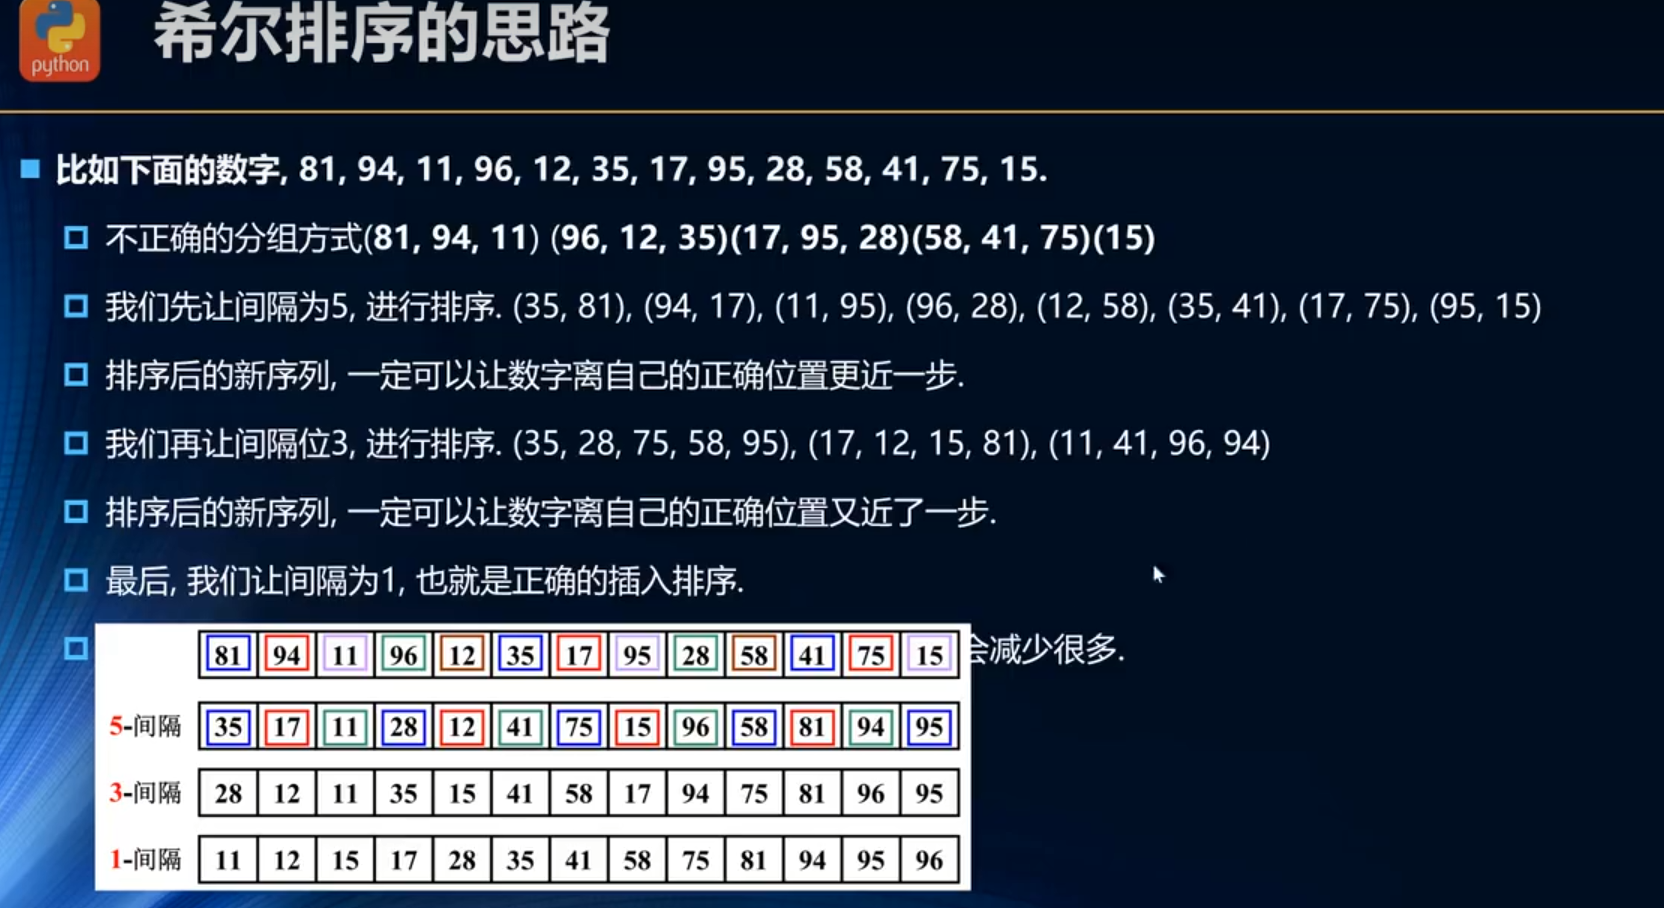 python
希尔排序的思路
比如下面的数字, 81, 94, 11, 96, 12, 35, 17, 95, 28, 58, 41, 75, 15.
不正确的分组方式(81, 94, 11) (96, 12, 35)(17, 95, 28)(58, 41, 75)(15)
我们先让间隔为5, 进行排序. (35, 81), (94, 17), (11, 95), (96, 28), (12, 58), (35, 41), (17, 75), (95, 15)
排序后的新序列, 一定可以让数字离自己的正确位置更近一步.
我们再让间隔位3, 进行排序. (35, 28, 75, 58, 95), (17, 12, 15, 81), (11, 41, 96, 94)
排序后的新序列, 一定可以让数字离自己的正确位置又近了一步.
最后, 我们让间隔为1, 也就是正确的插入排序.
会减少很多.
81 94 11 96 12 35 17 95 28 58 41 75 15
5-间隔 35 17 11 28 12 41 75 15 96 58 81 94 95
3-间隔 28 12 11 35 15 41 58 17 94 75 81 96 95
1-间隔 11 12 15 17 28 35 41 58 75 81 94 95 96